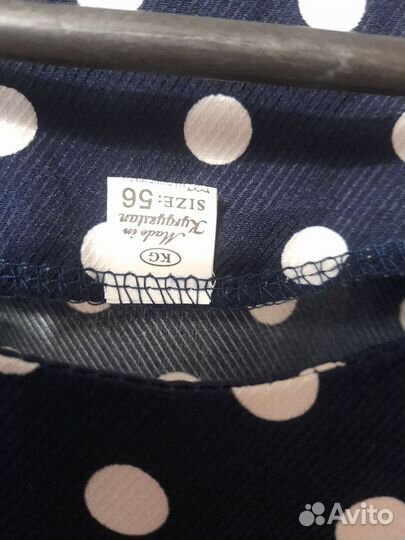 KG
Made in
Kyrgyzstan
SIZE: 56
Avito